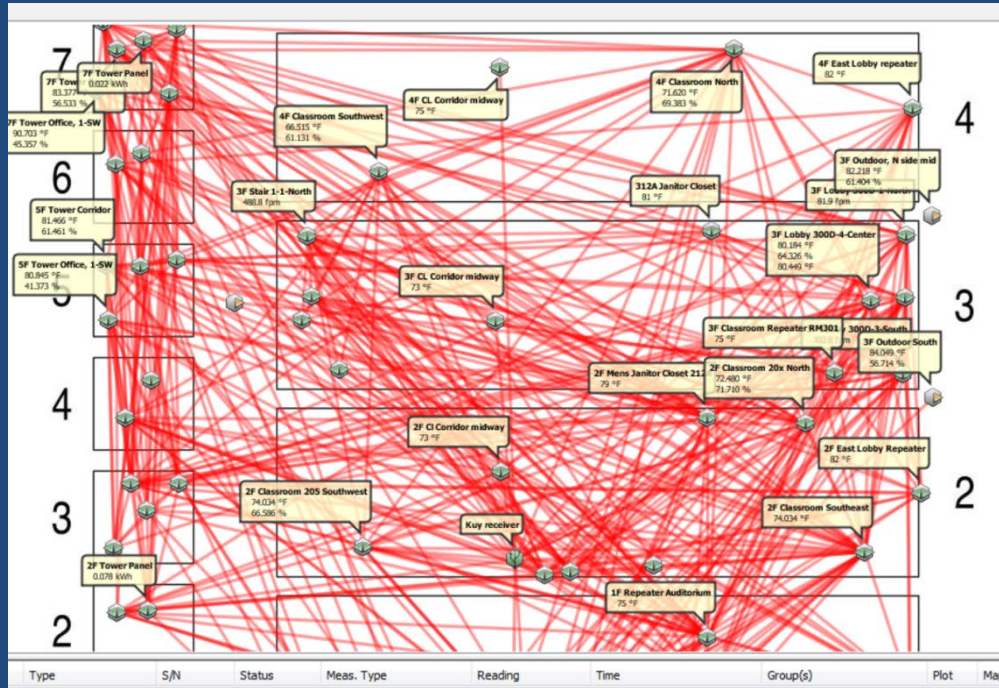 7
7F Tower Panel
0.022 kWh
7F Tow
83.377
56.533 %
7F Tower Office, 1-SW
90.703 °F
45.357 %
4F Classroom Southwest
66.515 °F
61.131 %
4F CL Corridor midway
75 °F
4F Classroom North
71.620 °F
69.383 %
4F East Lobby repeater
82 °F
4
6
3F Stair 1-1-North
488.8 fpm
312A Janitor Closet
81 °F
3F Outdoor, N side mid
82.218 °F
61.404 %
81.9 fpm
5F Tower Corridor
81.466 °F
61.461 %
3F Lobby 300D-4-Center
80.184 °F
64.326 %
80.449 °F
5F Tower Office, 1-SW
80.845 °F
41.373 %
3F CL Corridor midway
73 °F
3
3F Classroom Repeater RM301
75 °F
300D-3-South
3F Outdoor South
84.049 °F
56.714 %
2F Mens Janitor Closet 212
79 °F
2F Classroom 20x North
72.480 °F
71.710 %
4
2F Cl Corridor midway
73 °F
2F East Lobby Repeater
82 °F
2
2F Classroom 205 Southwest
74.034 °F
66.586 %
2F Classroom Southeast
74.034 °F
3
Kuy receiver
2F Tower Panel
0.078 kWh
1F Repeater Auditorium
75 °F
2
Type S/N Status Meas. Type Reading Time Group(s) Plot Ma